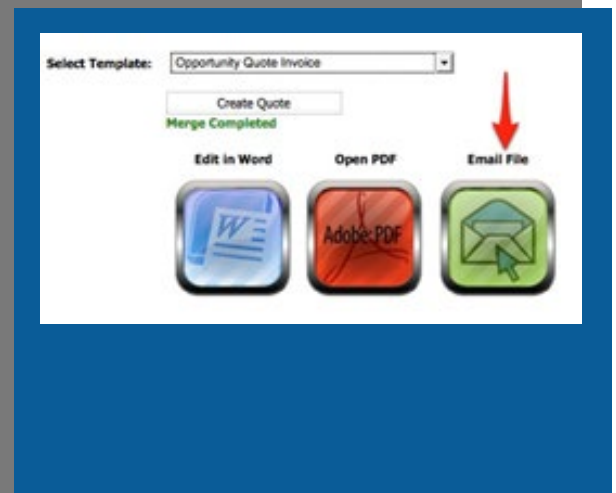 Select Template: Opportunity Quote Invoice
Create Quote
Merge Completed
Edit in Word Open PDF Email File
W Adobe PDF